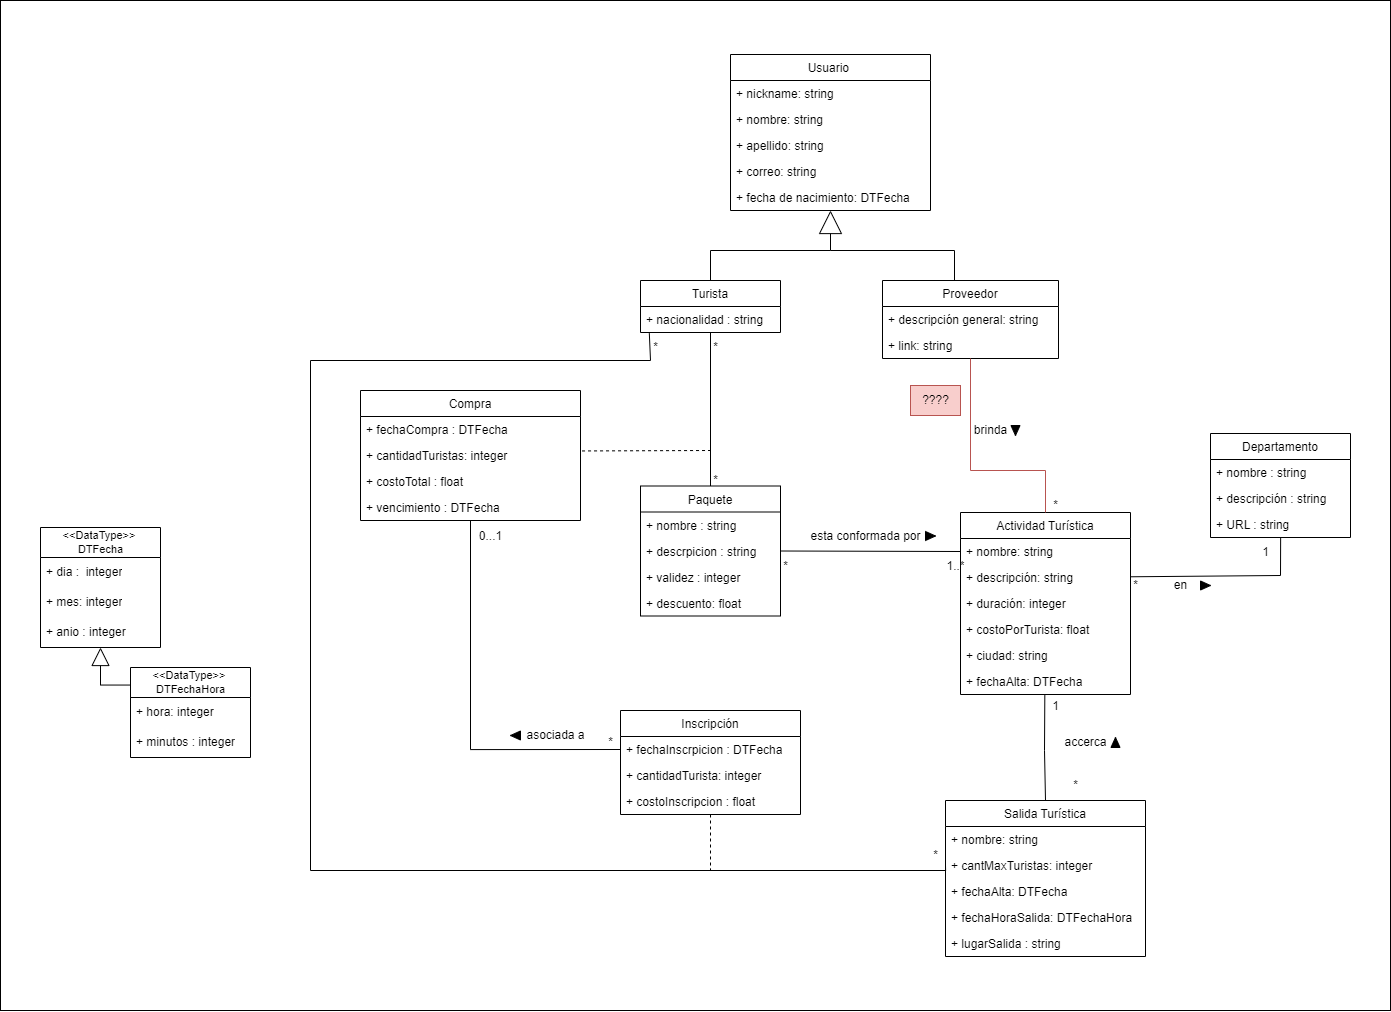 Usuario
+ nickname: string
+ nombre: string
+ apellido: string
+ correo: string
+ fecha de nacimiento: DTFecha
Turista
+ nacionalidad : string
*
*
Proveedor
+ descripción general: string
+ link: string
????
brinda
*
Compra
+ fechaCompra : DTFecha
+ cantidadTuristas: integer
+ costoTotal : float
+ vencimiento : DTFecha
0...1
*
Paquete
+ nombre : string
+ descrpicion : string
+ validez : integer
+ descuento: float
esta conformada por
*
1..*
Actividad Turística
+ nombre: string
+ descripción: string
+ duración: integer
+ costoPorTurista: float
+ ciudad: string
+ fechaAlta: DTFecha
Departamento
+ nombre : string
+ descripción : string
+ URL : string
1
*
en
<<DataType>>
DTFecha
+ dia : integer
+ mes: integer
+ anio : integer
<<DataType>>
DTFechaHora
+ hora: integer
+ minutos : integer
asociada a
*
Inscripción
+ fechaInscrpicion : DTFecha
+ cantidadTurista: integer
+ costoInscripcion : float
1
accerca
*
*
Salida Turística
+ nombre: string
+ cantMaxTuristas: integer
+ fechaAlta: DTFecha
+ fechaHoraSalida: DTFechaHora
+ lugarSalida : string